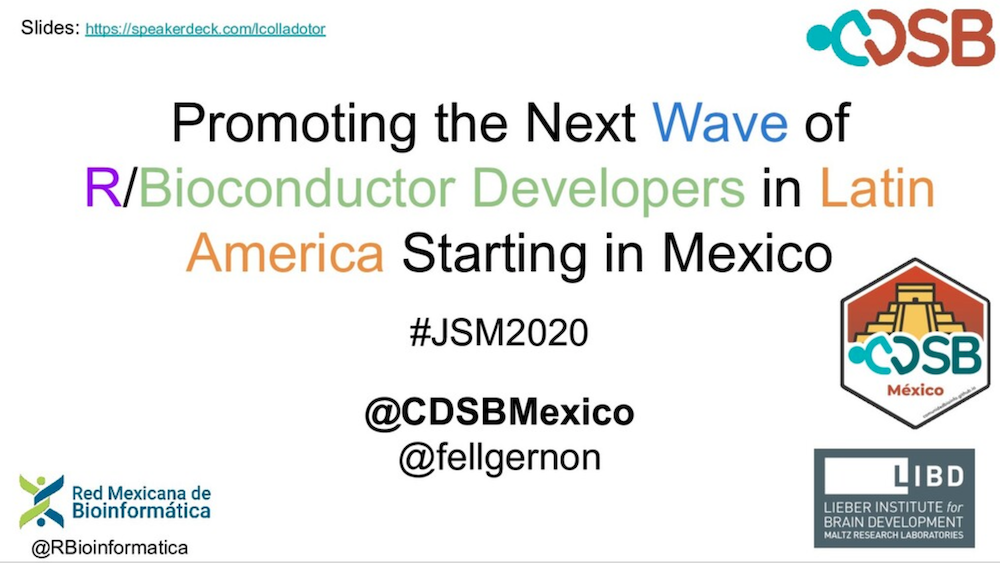 Slides: https://speakerdeck.com/lcolladotor
CDSB
Promoting the Next Wave of
R/Bioconductor Developers in Latin
America Starting in Mexico
#JSM2020
CDSB
México
@CDSBMexico
@fellgernon
LIBD
LIEBER INSTITUTE for
BRAIN DEVELOPMENT
MALTZ RESEARCH LABORATORIES
Red Mexicana de
Bioinformática
@RBioinformatica